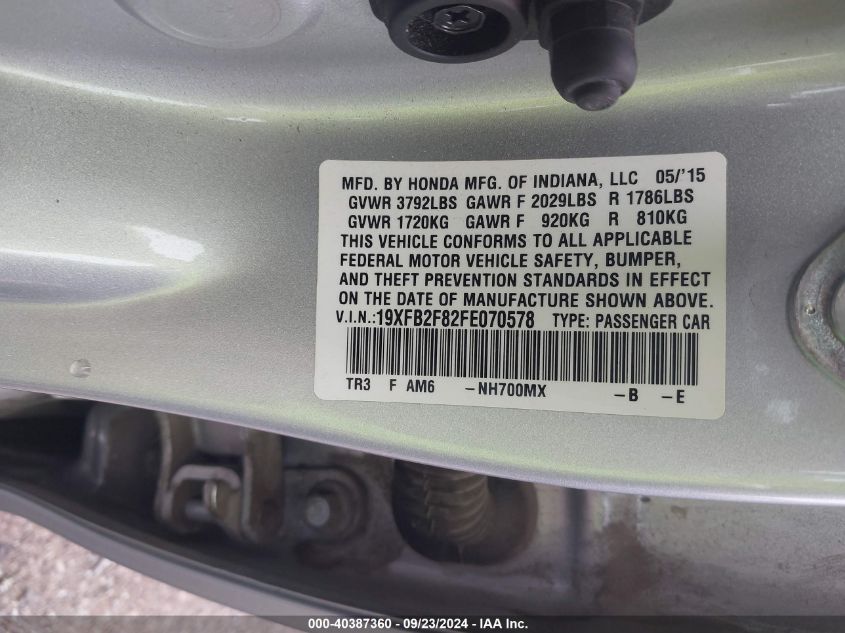 MFD. BY HONDA MFG. OF INDIANA, LLC 05/'15
GVWR 3792LBS GAWR F 2029LBS R 1786LBS
GVWR 1720KG GAWR F 920KG R 810KG
THIS VEHICLE CONFORMS TO ALL APPLICABLE
FEDERAL MOTOR VEHICLE SAFETY, BUMPER,
AND THEFT PREVENTION STANDARDS IN EFFECT
ON THE DATE OF MANUFACTURE SHOWN ABOVE.
V.I.N.:19XFB2F82FE070578 TYPE: PASSENGER CAR
TR3 F AM6 -NH700MX -B -E
000-40387360 - 09/23/2024 - IAA Inc.